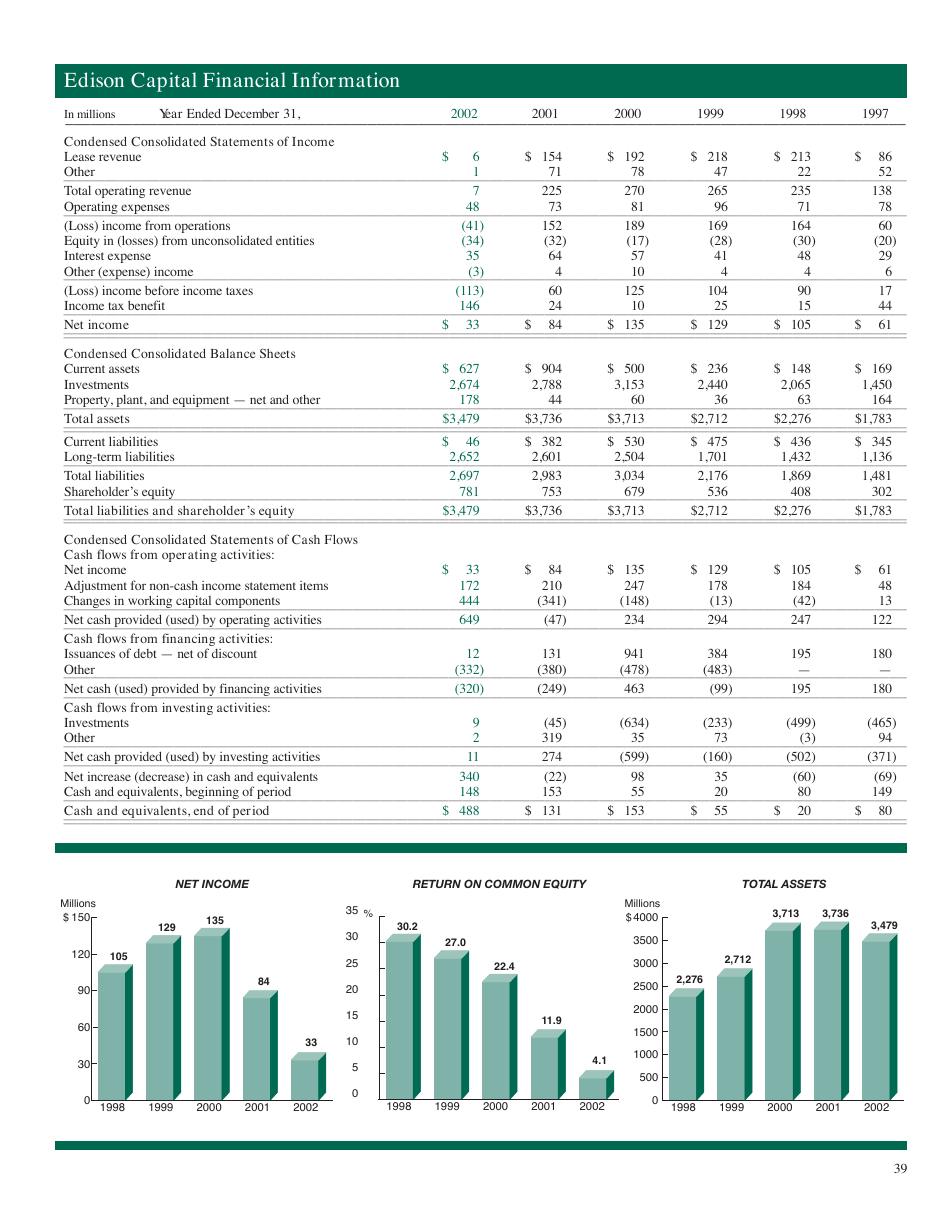 Edison Capital Financial Information
In millions Year Ended December 31, 2002 2001 2000 1999 1998 1997
Condensed Consolidated Statements of Income
Lease revenue $ 6 $ 154 $ 192 $ 218 $ 213 $ 86
Other 1 71 78 47 22 52
Total operating revenue 7 225 270 265 235 138
Operating expenses 48 73 81 96 71 78
(Loss) income from operations (41) 152 189 169 164 60
Equity in (losses) from unconsolidated entities (34) (32) (17) (28) (30) (20)
Interest expense 35 64 57 41 48 29
Other (expense) income (3) 4 10 4 4 6
(Loss) income before income taxes (113) 60 125 104 90 17
Income tax benefit 146 24 10 25 15 44
Net income $ 33 $ 84 $ 135 $ 129 $ 105 $ 61
Condensed Consolidated Balance Sheets
Current assets $ 627 $ 904 $ 500 $ 236 $ 148 $ 169
Investments 2,674 2,788 3,153 2,440 2,065 1,450
Property, plant, and equipment — net and other 178 44 60 36 63 164
Total assets $3,479 $3,736 $3,713 $2,712 $2,276 $1,783
Current liabilities $ 46 $ 382 $ 530 $ 475 $ 436 $ 345
Long-term liabilities 2,652 2,601 2,504 1,701 1,432 1,136
Total liabilities 2,697 2,983 3,034 2,176 1,869 1,481
Shareholder's equity 781 753 679 536 408 302
Total liabilities and shareholder's equity $3,479 $3,736 $3,713 $2,712 $2,276 $1,783
Condensed Consolidated Statements of Cash Flows
Cash flows from operating activities:
Net income $ 33 $ 84 $ 135 $ 129 $ 105 $ 61
Adjustment for non-cash income statement items 172 210 247 178 184 48
Changes in working capital components 444 (341) (148) (13) (42) 13
Net cash provided (used) by operating activities 649 (47) 234 294 247 122
Cash flows from financing activities:
Issuances of debt — net of discount 12 131 941 384 195 180
Other (332) (380) (478) (483) — —
Net cash (used) provided by financing activities (320) (249) 463 (99) 195 180
Cash flows from investing activities:
Investments 9 (45) (634) (233) (499) (465)
Other 2 319 35 73 (3) 94
Net cash provided (used) by investing activities 11 274 (599) (160) (502) (371)
Net increase (decrease) in cash and equivalents 340 (22) 98 35 (60) (69)
Cash and equivalents, beginning of period 148 153 55 20 80 149
Cash and equivalents, end of period $ 488 $ 131 $ 153 $ 55 $ 20 $ 80
NET INCOME
Millions
$ 150
120
90
60
30
0
105
129
135
84
33
1998 1999 2000 2001 2002
RETURN ON COMMON EQUITY
35 %
30
25
20
15
10
5
0
30.2
27.0
22.4
11.9
4.1
1998 1999 2000 2001 2002
TOTAL ASSETS
Millions
$ 4000
3500
3000
2500
2000
1500
1000
500
0
2,276
2,712
3,713
3,736
3,479
1998 1999 2000 2001 2002
39